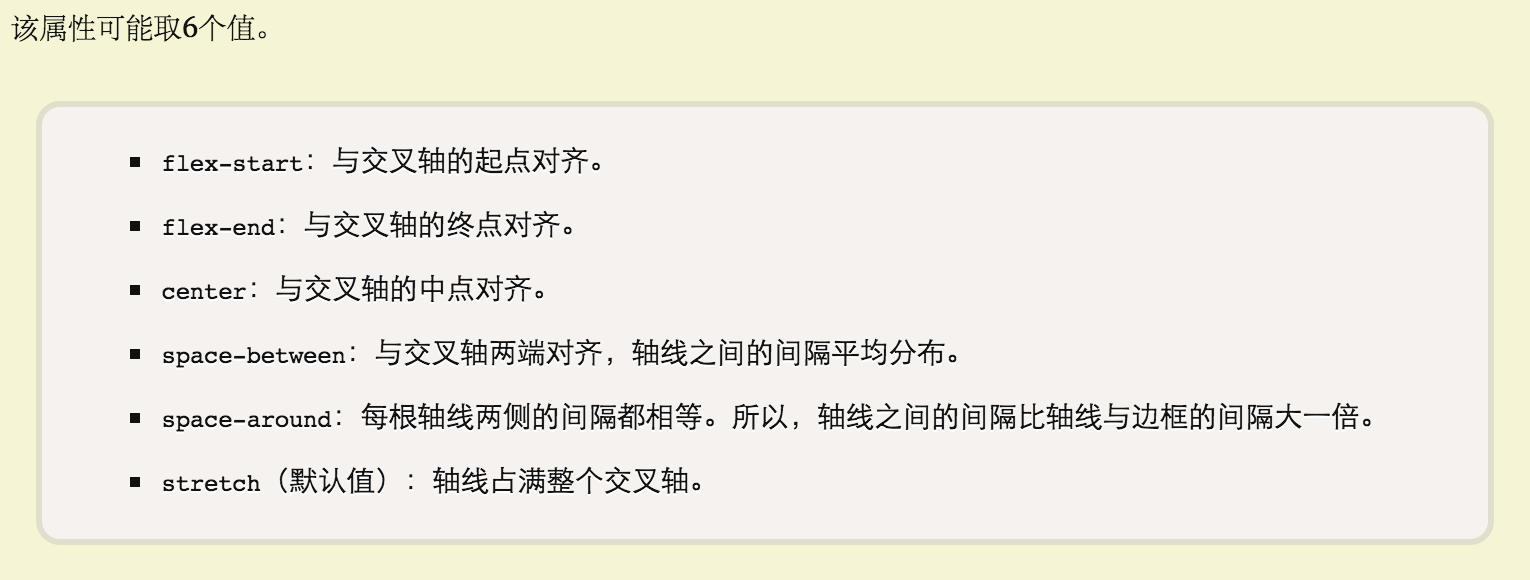 该属性可能取6个值。
flex-start：与交叉轴的起点对齐。
flex-end：与交叉轴的终点对齐。
center：与交叉轴的中点对齐。
space-between：与交叉轴两端对齐，轴线之间的间隔平均分布。
space-around：每根轴线两侧的间隔都相等。所以，轴线之间的间隔比轴线与边框的间隔大一倍。
stretch（默认值）：轴线占满整个交叉轴。